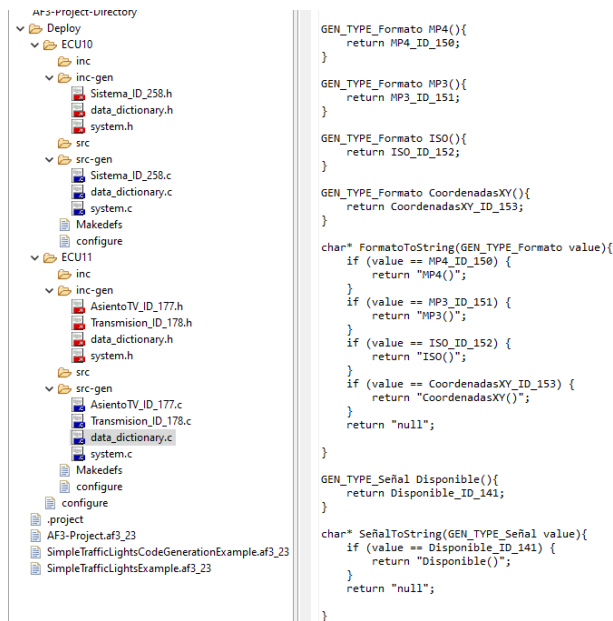 AF3-Project-Directory
Deploy
ECU10
inc
inc-gen
Sistema_ID_258.h
data_dictionary.h
system.h
src
src-gen
Sistema_ID_258.c
data_dictionary.c
system.c
Makedefs
configure
ECU11
inc
inc-gen
AsientoTV_ID_177.h
Transmision_ID_178.h
data_dictionary.h
system.h
src
src-gen
AsientoTV_ID_177.c
Transmision_ID_178.c
data_dictionary.c
system.c
Makedefs
configure
configure
.project
AF3-Project.af3_23
SimpleTrafficLightsCodeGenerationExample.af3_23
SimpleTrafficLightsExample.af3_23
GEN_TYPE_Formato MP4(){
    return MP4_ID_150;
}
GEN_TYPE_Formato MP3(){
    return MP3_ID_151;
}
GEN_TYPE_Formato ISO(){
    return ISO_ID_152;
}
GEN_TYPE_Formato CoordenadasXY(){
    return CoordenadasXY_ID_153;
}
char* FormatoToString(GEN_TYPE_Formato value){
    if (value == MP4_ID_150) {
        return "MP4()";
    }
    if (value == MP3_ID_151) {
        return "MP3()";
    }
    if (value == ISO_ID_152) {
        return "ISO()";
    }
    if (value == CoordenadasXY_ID_153) {
        return "CoordenadasXY()";
    }
    return "null";
}
GEN_TYPE_Señal Disponible(){
    return Disponible_ID_141;
}
char* SeñalToString(GEN_TYPE_Señal value){
    if (value == Disponible_ID_141) {
        return "Disponible()";
    }
    return "null";
}